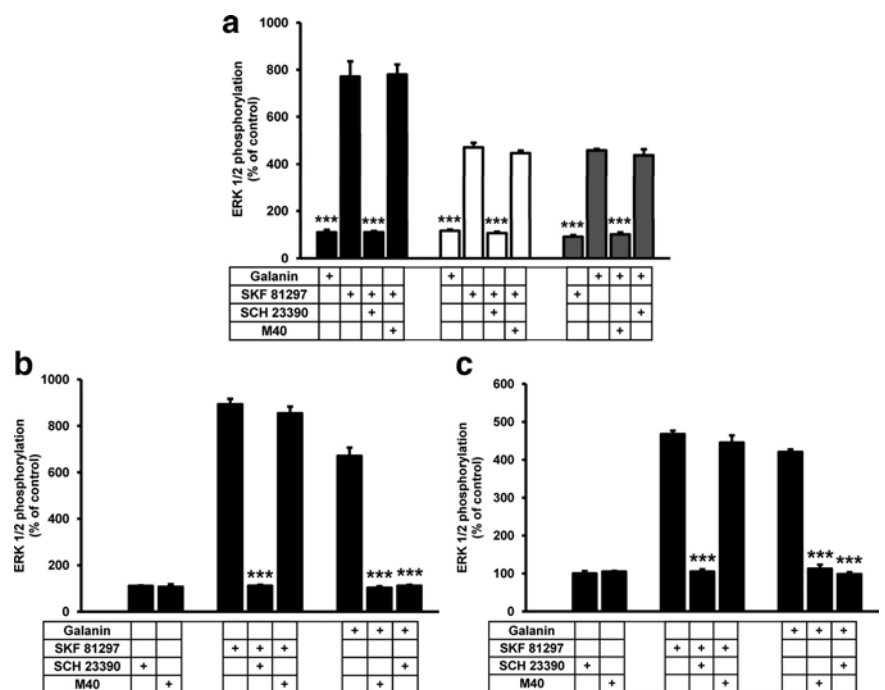 a
1000
800
600
400
200
0
ERK 1/2 phosphorylation
(% of control)
*** *** *** *** *** ***
Galanin + + + + +
SKF 81297 + + + + + + +
SCH 23390 + + +
M40 + + +
b
1000
800
600
400
200
0
ERK 1/2 phosphorylation
(% of control)
*** *** ***
Galanin + + +
SKF 81297 + + +
SCH 23390 + + +
M40 + + +
c
600
500
400
300
200
100
0
ERK 1/2 phosphorylation
(% of control)
*** *** ***
Galanin + + +
SKF 81297 + + +
SCH 23390 + + +
M40 + + +